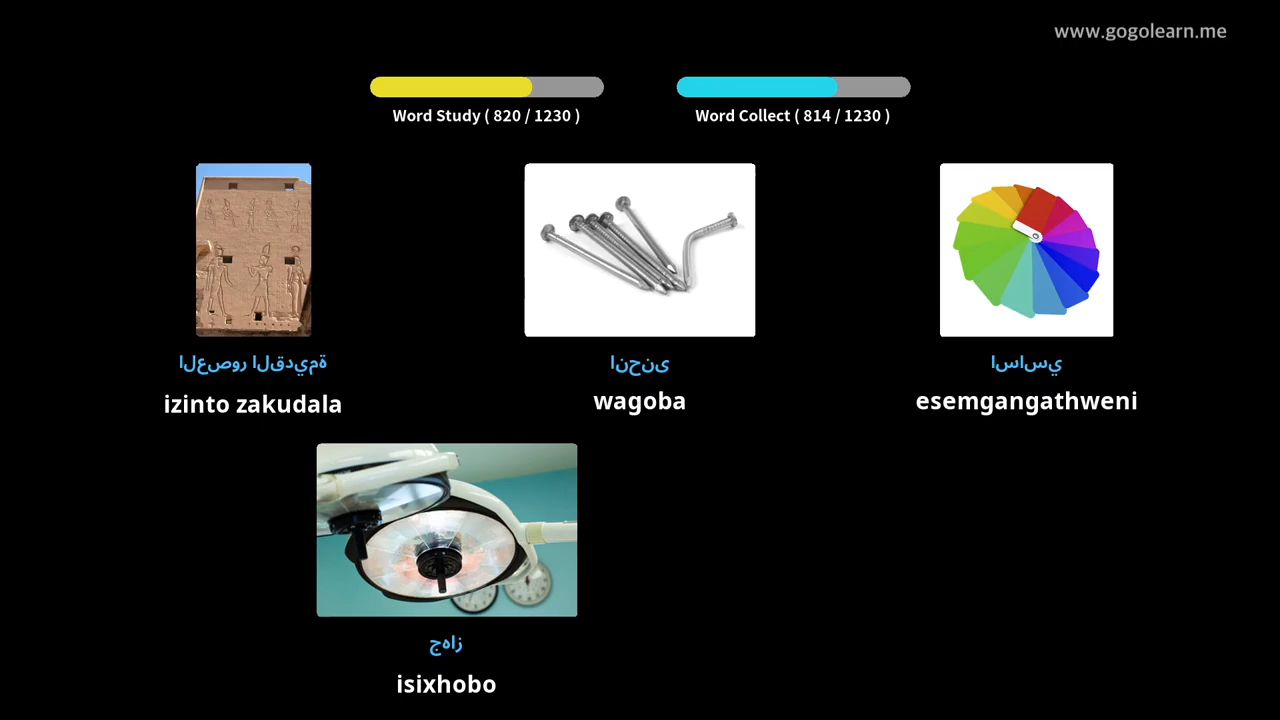 www.gogolearn.me
Word Study ( 820 / 1230 )
Word Collect ( 814 / 1230 )
العصور القديمة
izinto zakudala
انحنى
wagoba
اساسي
esemgangathweni
جهاز
isixhobo